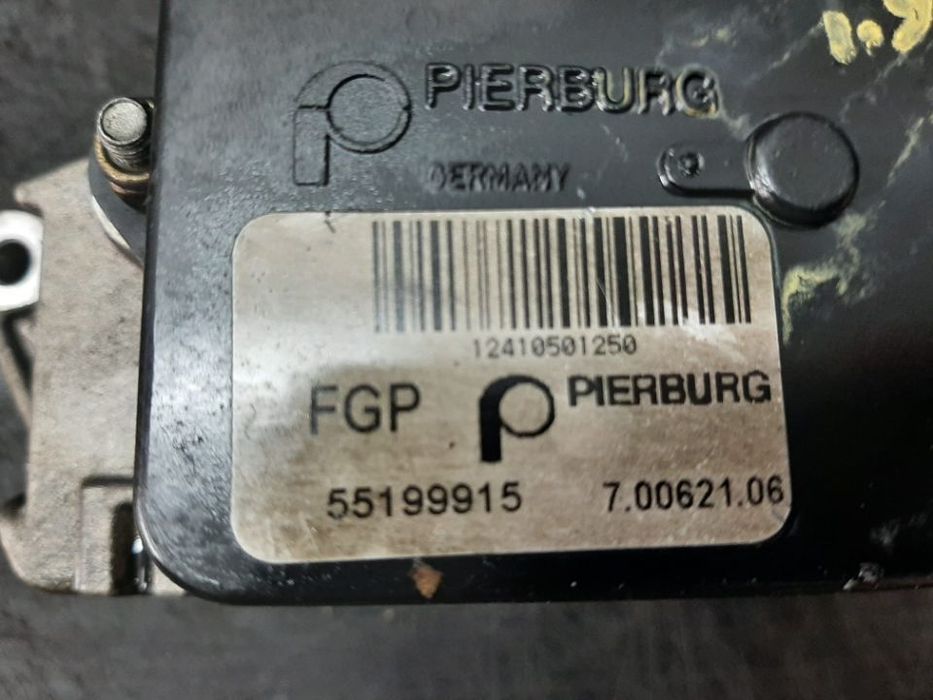 PIERBURG
GERMANY
12410501250
FGP PIERBURG
55199915 7.00621.06